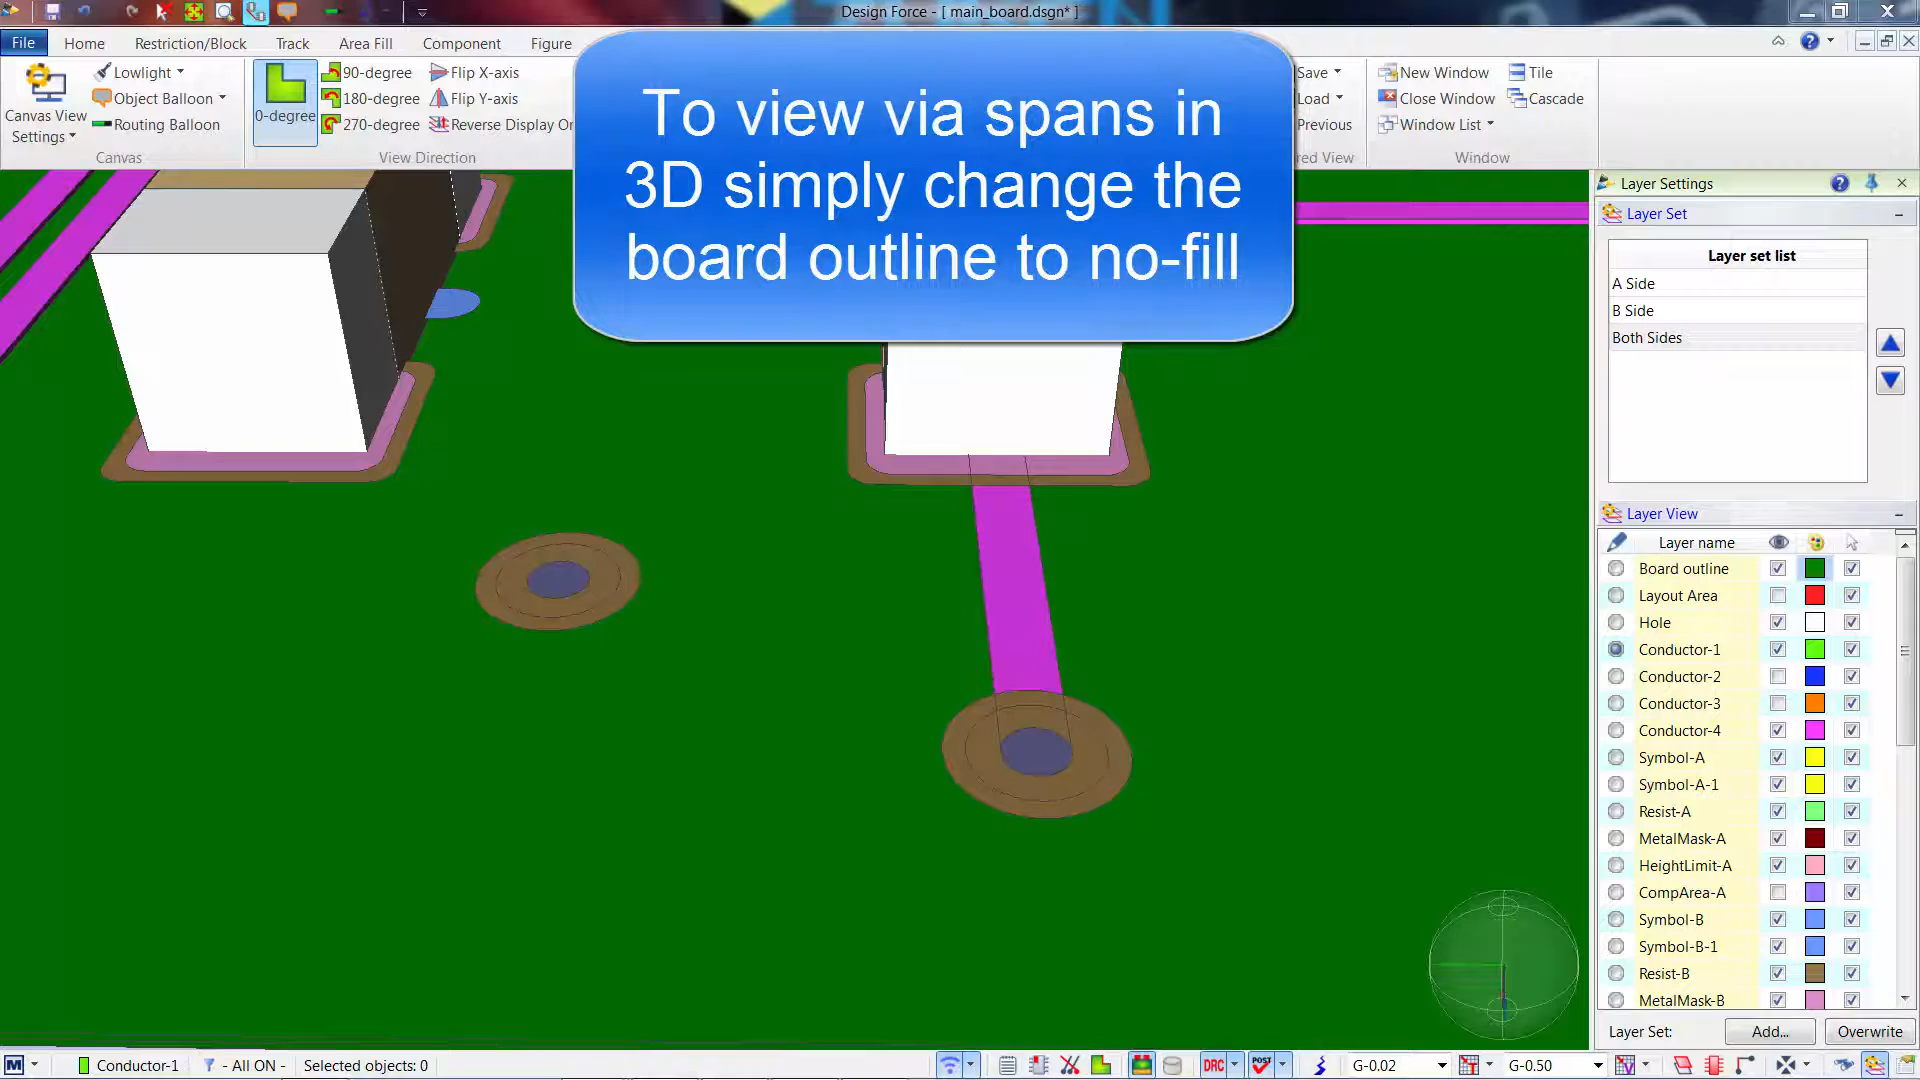 Design Force - [ main_board.dsgn* ]
File
Home
Restriction/Block
Track
Area Fill
Component
Figure
Canvas View
Settings
Lowlight
Object Balloon
Routing Balloon
Canvas
0-degree
90-degree
180-degree
270-degree
Flip X-axis
Flip Y-axis
Reverse Display Or
View Direction
To view via spans in
3D simply change the
board outline to no-fill
Save
Load
Previous
red View
New Window
Close Window
Window List
Tile
Cascade
Window
Layer Settings
Layer Set
Layer set list
A Side
B Side
Both Sides
Layer View
Layer name
Board outline
Layout Area
Hole
Conductor-1
Conductor-2
Conductor-3
Conductor-4
Symbol-A
Symbol-A-1
Resist-A
MetalMask-A
HeightLimit-A
CompArea-A
Symbol-B
Symbol-B-1
Resist-B
MetalMask-B
Layer Set:
Add...
Overwrite
M
Conductor-1
- All ON -
Selected objects: 0
DRC
POST
G-0.02
G-0.50